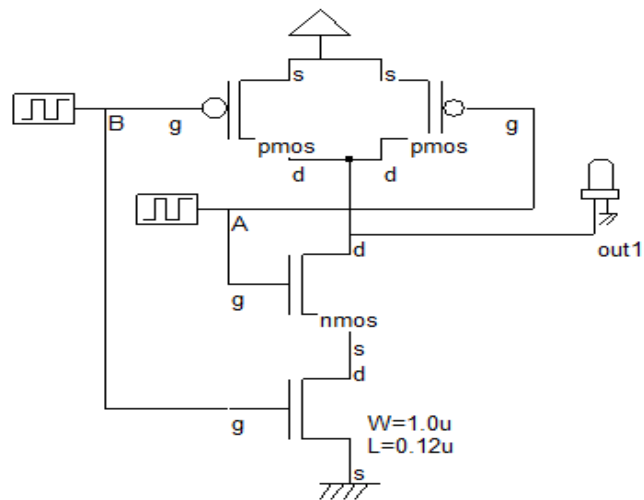 s s
B g g
pmos pmos
d d
A
d out1
g
nmos
s
d
W=1.0u
g
L=0.12u
s